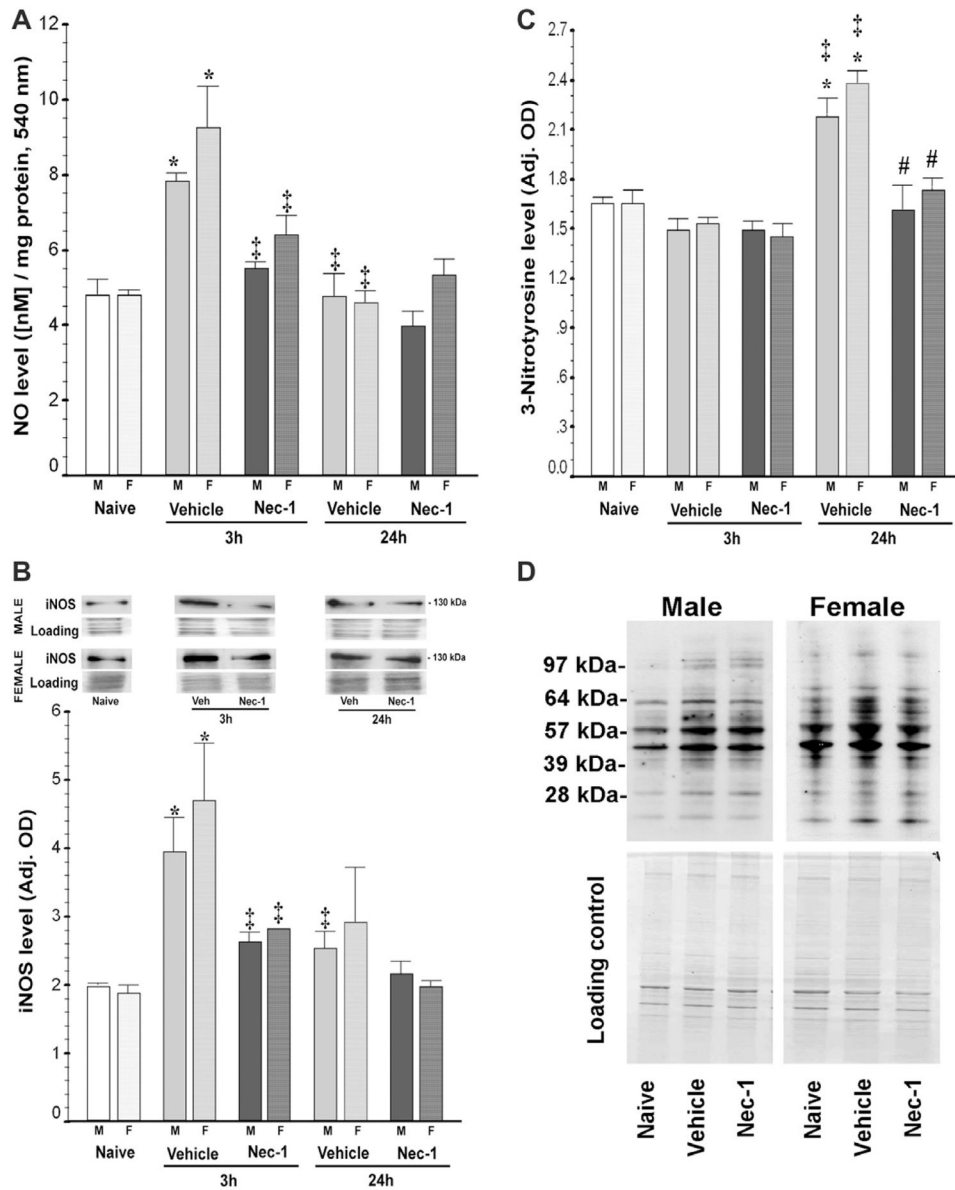 A
NO level ([nM] / mg protein, 540 nm)
12
10
8
6
4
2
0
*
*
‡
‡
‡
‡
M F M F M F M F M F
Naive Vehicle Nec-1 Vehicle Nec-1
3h 24h
C
3-Nitrotyrosine level (Adj. OD)
2.7
2.4
2.1
1.8
1.5
1.2
.9
.6
.3
0.0
‡
*
‡
*
#
#
M F M F M F M F M F
Naive Vehicle Nec-1 Vehicle Nec-1
3h 24h
B
MALE
iNOS - 130 kDa
Loading
FEMALE
iNOS - 130 kDa
Loading
Naive Veh Nec-1 Veh Nec-1
3h 24h
iNOS level (Adj. OD)
6
5
4
3
2
1
0
*
*
‡
‡
‡
M F M F M F M F M F
Naive Vehicle Nec-1 Vehicle Nec-1
3h 24h
D
Male Female
97 kDa-
64 kDa-
57 kDa-
39 kDa-
28 kDa-
Loading control
Naive Vehicle Nec-1 Naive Vehicle Nec-1